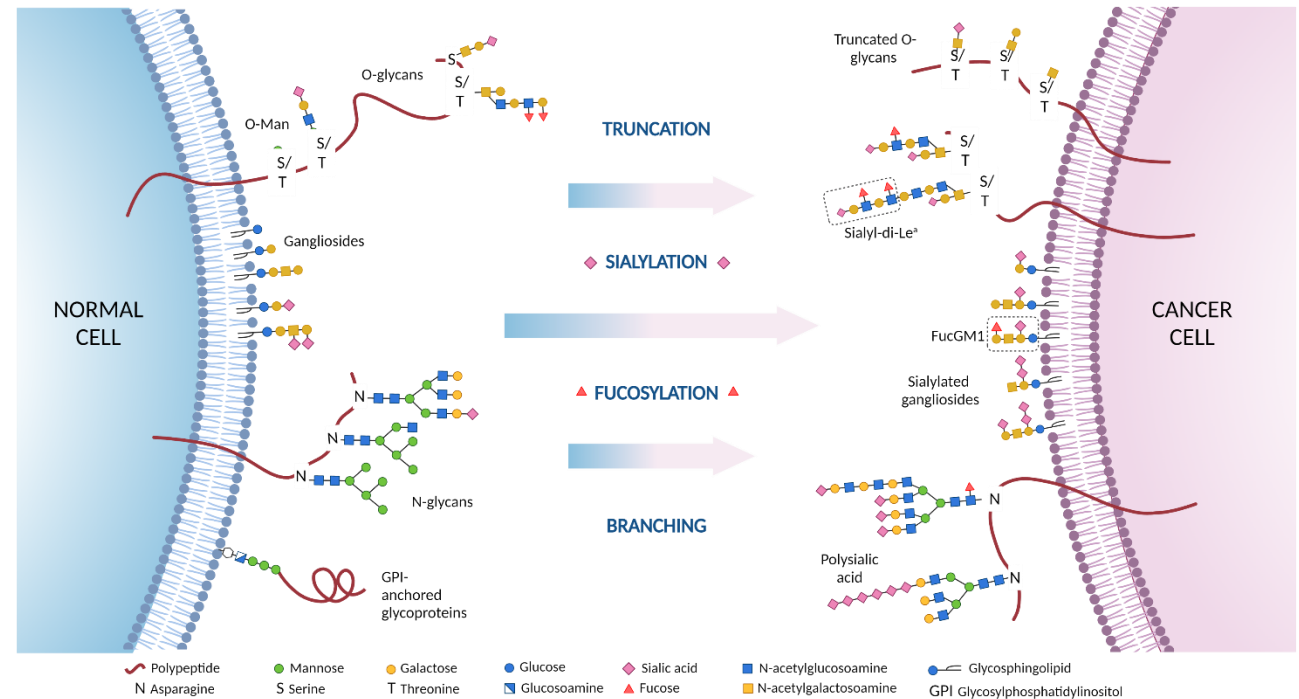 O-glycans
S
S/
T
O-Man
S/
T
S/
T
Gangliosides
NORMAL
CELL
N
N
N
N-glycans
GPI-
anchored
glycoproteins
TRUNCATION
SIALYLATION
FUCOSYLATION
BRANCHING
Truncated O-
glycans
S/
T
S/
T
S/
T
S/
T
S/
T
Sialyl-di-Leᵃ
FucGM1
CANCER
CELL
Sialylated
gangliosides
N
Polysialic
acid
N
Polypeptide Mannose Galactose Glucose Sialic acid N-acetylglucosoamine Glycosphingolipid
N Asparagine S Serine T Threonine Glucosoamine Fucose N-acetylgalactosoamine GPI Glycosylphosphatidylinositol